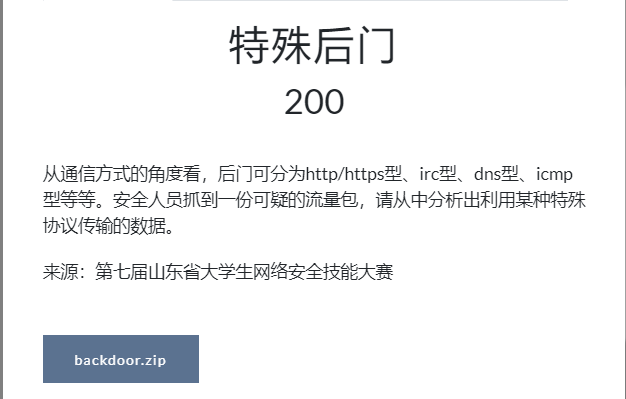 特殊后门
200
从通信方式的角度看，后门可分为http/https型、irc型、dns型、icmp
型等等。安全人员抓到一份可疑的流量包，请从中分析出利用某种特殊
协议传输的数据。
来源：第七届山东省大学生网络安全技能大赛
backdoor.zip